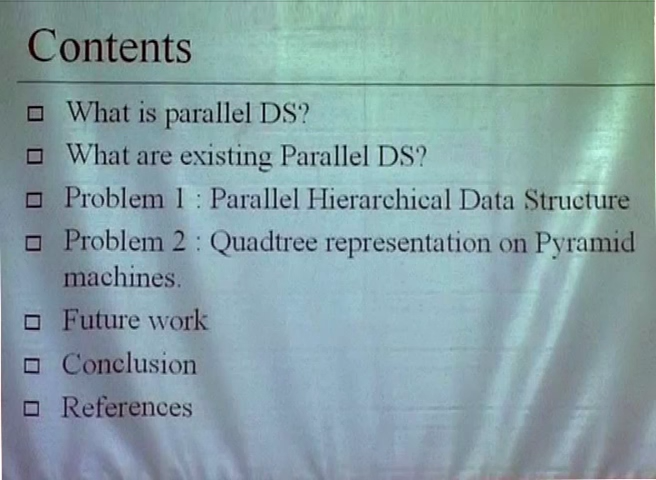 Contents
What is parallel DS?
What are existing Parallel DS?
Problem 1 : Parallel Hierarchical Data Structure
Problem 2 : Quadtree representation on Pyramid
machines.
Future work
Conclusion
References